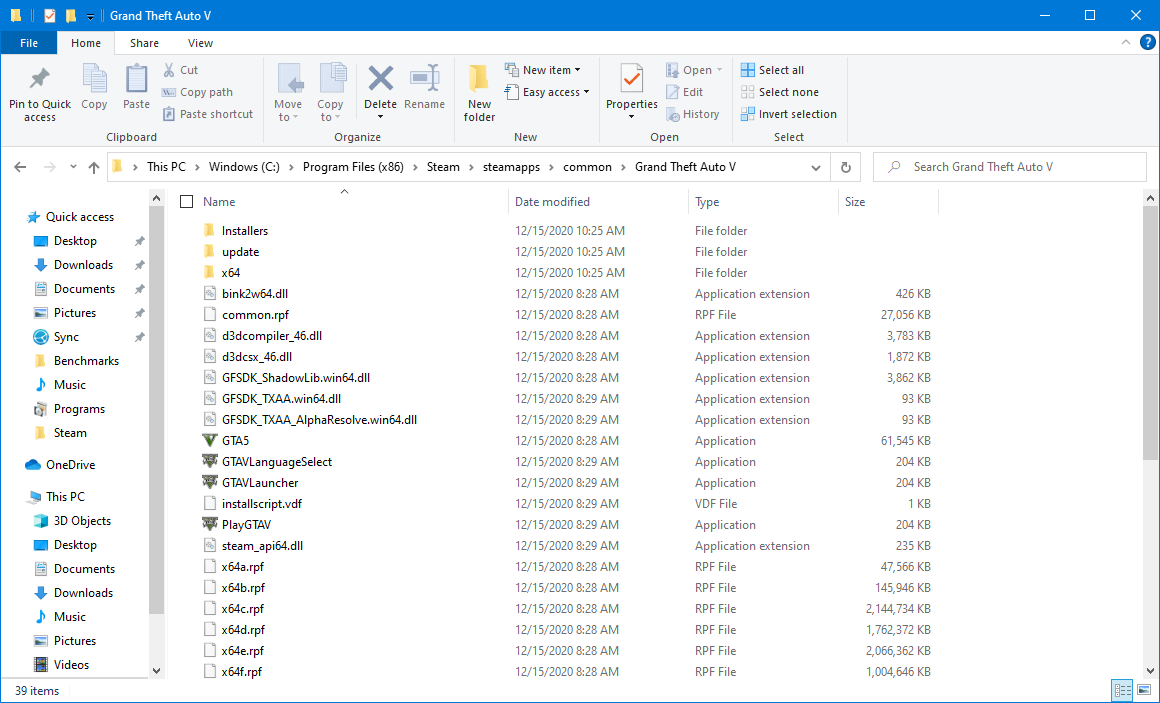 Grand Theft Auto V
File Home Share View
Pin to Quick access
Copy
Paste
Cut
Copy path
Paste shortcut
Clipboard
Move to
Copy to
Delete
Rename
Organize
New folder
New item
Easy access
New
Properties
Open
Edit
History
Open
Select all
Select none
Invert selection
Select
This PC > Windows (C:) > Program Files (x86) > Steam > steamapps > common > Grand Theft Auto V
Search Grand Theft Auto V
Quick access
Desktop
Downloads
Documents
Pictures
Sync
Benchmarks
Music
Programs
Steam
OneDrive
This PC
3D Objects
Desktop
Documents
Downloads
Music
Pictures
Videos
Name Date modified Type Size
Installers 12/15/2020 10:25 AM File folder
update 12/15/2020 10:25 AM File folder
x64 12/15/2020 10:25 AM File folder
bink2w64.dll 12/15/2020 8:28 AM Application extension 426 KB
common.rpf 12/15/2020 8:28 AM RPF File 27,056 KB
d3dcompiler_46.dll 12/15/2020 8:28 AM Application extension 3,783 KB
d3dcsx_46.dll 12/15/2020 8:28 AM Application extension 1,872 KB
GFSDK_ShadowLib.win64.dll 12/15/2020 8:28 AM Application extension 3,862 KB
GFSDK_TXAA.win64.dll 12/15/2020 8:28 AM Application extension 93 KB
GFSDK_TXAA_AlphaResolve.win64.dll 12/15/2020 8:28 AM Application extension 93 KB
GTA5 12/15/2020 8:28 AM Application 61,545 KB
GTAVLanguageSelect 12/15/2020 8:29 AM Application 204 KB
GTAVLauncher 12/15/2020 8:29 AM Application 204 KB
installscript.vdf 12/15/2020 8:29 AM VDF File 1 KB
PlayGTAV 12/15/2020 8:29 AM Application 204 KB
steam_api64.dll 12/15/2020 8:29 AM Application extension 235 KB
x64a.rpf 12/15/2020 8:28 AM RPF File 47,566 KB
x64b.rpf 12/15/2020 8:28 AM RPF File 145,946 KB
x64c.rpf 12/15/2020 8:28 AM RPF File 2,144,734 KB
x64d.rpf 12/15/2020 8:28 AM RPF File 1,762,372 KB
x64e.rpf 12/15/2020 8:28 AM RPF File 2,066,362 KB
x64f.rpf 12/15/2020 8:28 AM RPF File 1,004,646 KB
39 items